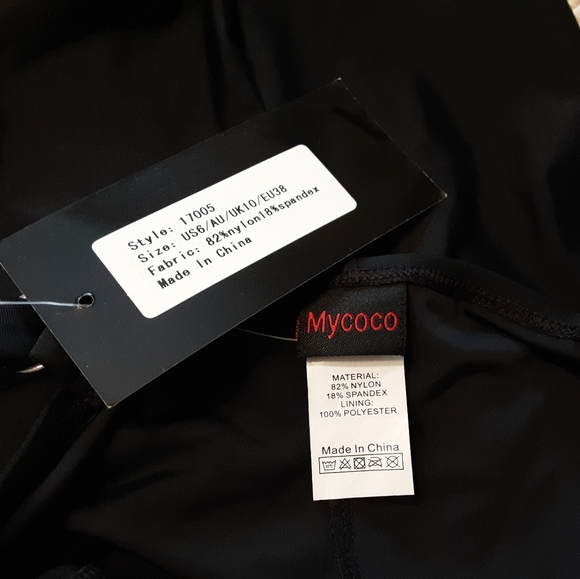 Style: 17005
Size: US6/AU/UK10/EU38
Fabric: 82%nylon18%spandex
Made In China
Mycoco
MATERIAL:
82% NYLON
18% SPANDEX
LINING:
100% POLYESTER
Made In China